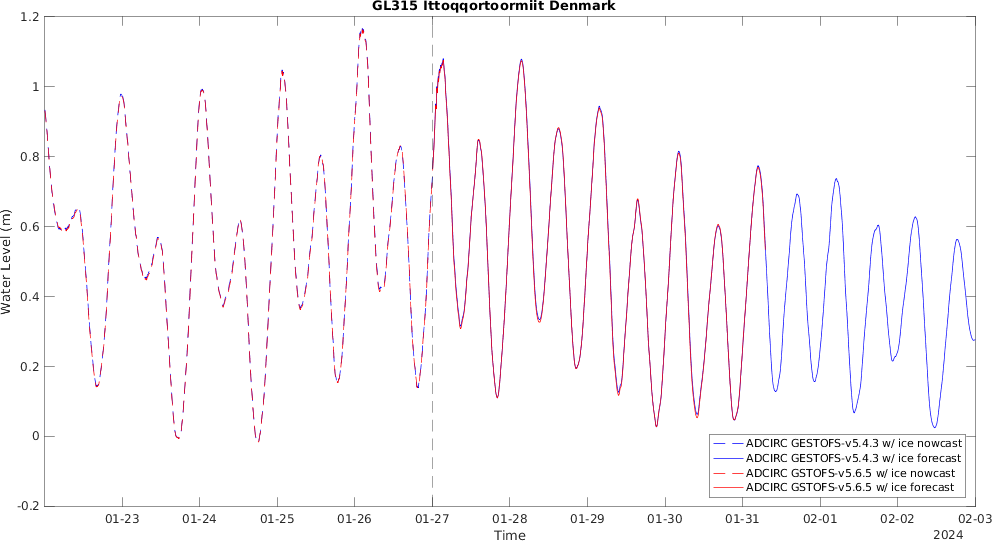 GL315 Ittoqqortoormiit Denmark
1.2
1
0.8
0.6
0.4
0.2
0
-0.2
Water Level (m)
01-23 01-24 01-25 01-26 01-27 01-28 01-29 01-30 01-31 02-01 02-02 02-03
Time
2024
ADCIRC GESTOFS-v5.4.3 w/ ice nowcast
ADCIRC GESTOFS-v5.4.3 w/ ice forecast
ADCIRC GSTOFS-v5.6.5 w/ ice nowcast
ADCIRC GSTOFS-v5.6.5 w/ ice forecast